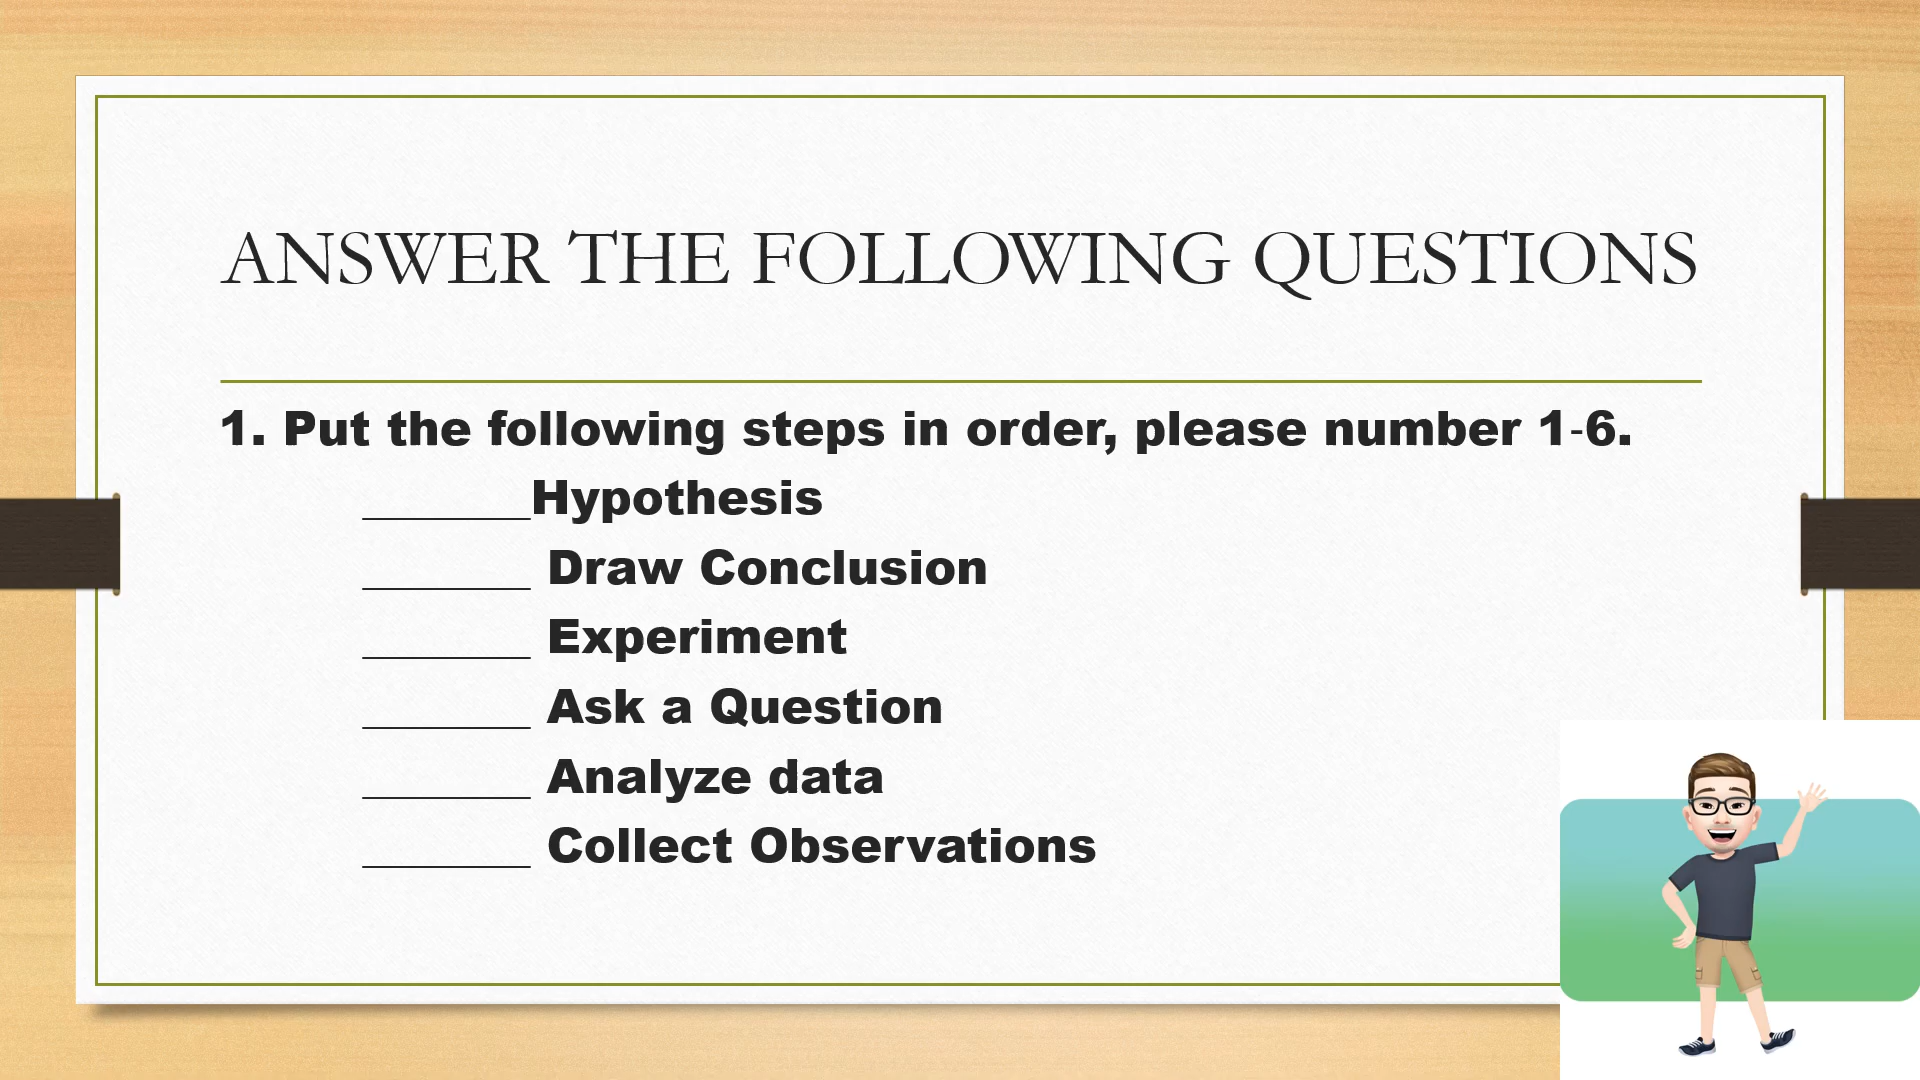 ANSWER THE FOLLOWING QUESTIONS
1. Put the following steps in order, please number 1-6.
_______Hypothesis
_______ Draw Conclusion
_______ Experiment
_______ Ask a Question
_______ Analyze data
_______ Collect Observations